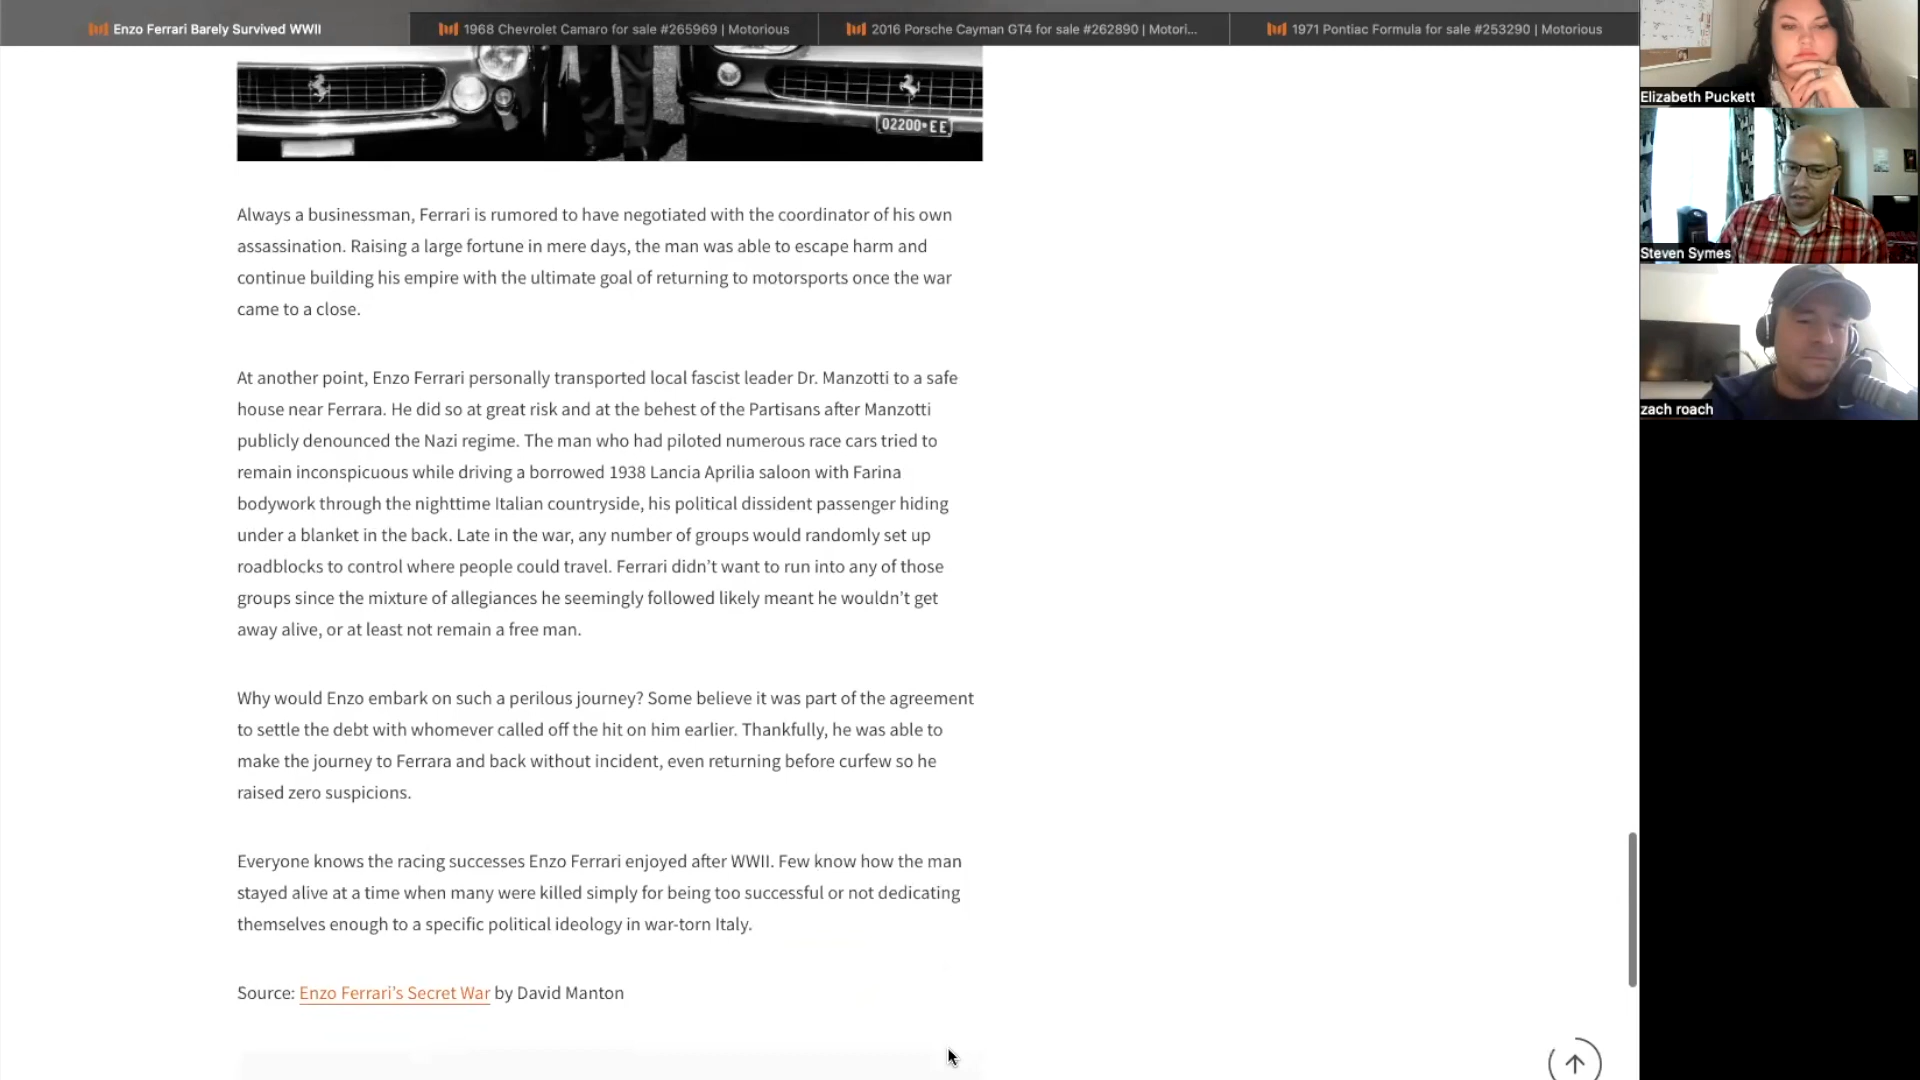 Enzo Ferrari Barely Survived WWII
1968 Chevrolet Camaro for sale #265969 | Motorious
2016 Porsche Cayman GT4 for sale #262890 | Motori...
1971 Pontiac Formula for sale #253290 | Motorious
02200•EE
Always a businessman, Ferrari is rumored to have negotiated with the coordinator of his own
assassination. Raising a large fortune in mere days, the man was able to escape harm and
continue building his empire with the ultimate goal of returning to motorsports once the war
came to a close.
At another point, Enzo Ferrari personally transported local fascist leader Dr. Manzotti to a safe
house near Ferrara. He did so at great risk and at the behest of the Partisans after Manzotti
publicly denounced the Nazi regime. The man who had piloted numerous race cars tried to
remain inconspicuous while driving a borrowed 1938 Lancia Aprilia saloon with Farina
bodywork through the nighttime Italian countryside, his political dissident passenger hiding
under a blanket in the back. Late in the war, any number of groups would randomly set up
roadblocks to control where people could travel. Ferrari didn’t want to run into any of those
groups since the mixture of allegiances he seemingly followed likely meant he wouldn’t get
away alive, or at least not remain a free man.
Why would Enzo embark on such a perilous journey? Some believe it was part of the agreement
to settle the debt with whomever called off the hit on him earlier. Thankfully, he was able to
make the journey to Ferrara and back without incident, even returning before curfew so he
raised zero suspicions.
Everyone knows the racing successes Enzo Ferrari enjoyed after WWII. Few know how the man
stayed alive at a time when many were killed simply for being too successful or not dedicating
themselves enough to a specific political ideology in war-torn Italy.
Source: Enzo Ferrari’s Secret War by David Manton
Elizabeth Puckett
Steven Symes
zach roach